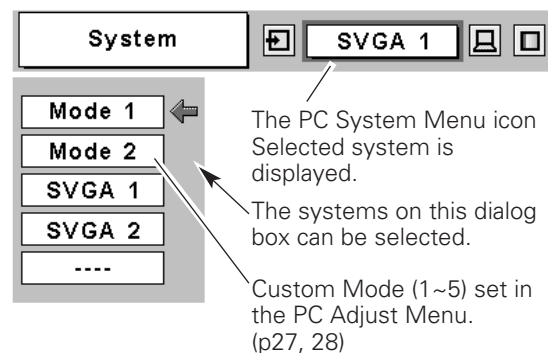 System
SVGA 1
Mode 1
Mode 2
SVGA 1
SVGA 2
----
The PC System Menu icon
Selected system is
displayed.
The systems on this dialog
box can be selected.
Custom Mode (1~5) set in
the PC Adjust Menu.
(p27, 28)